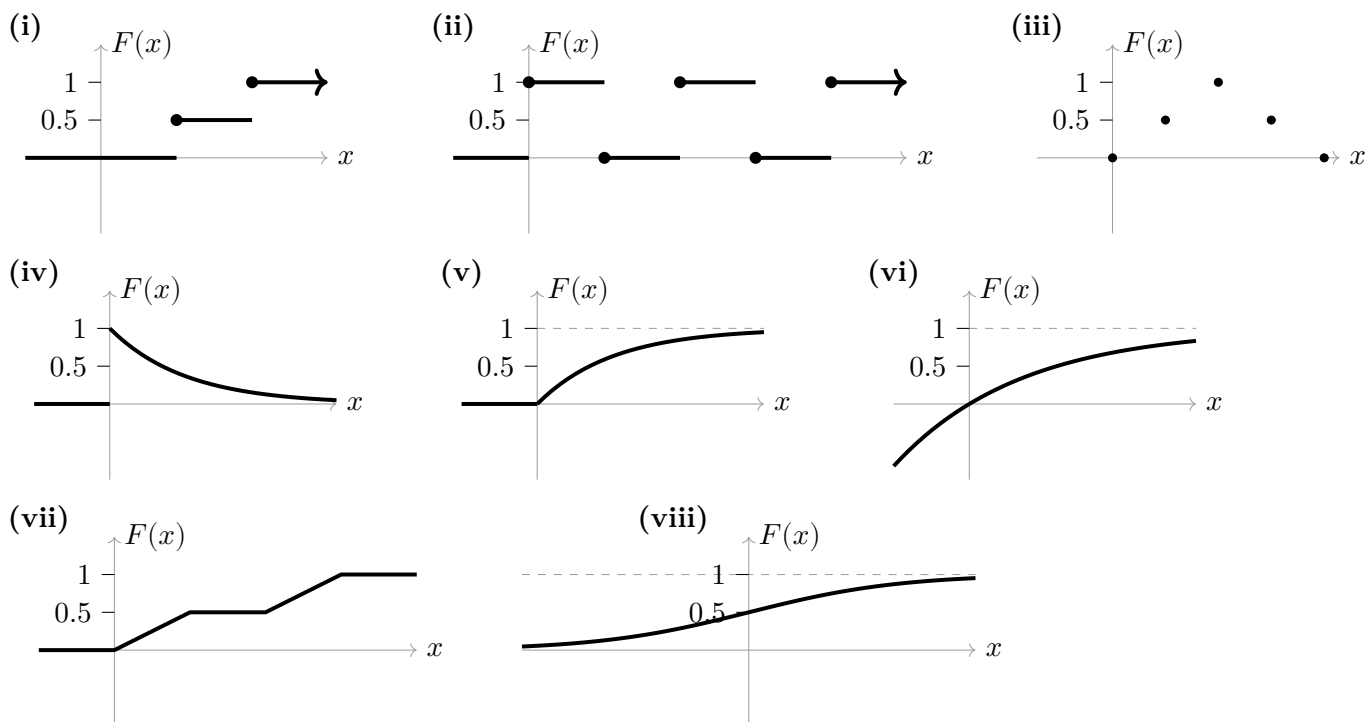 (i)
F(x)
1
0.5
x
(ii)
F(x)
1
0.5
x
(iii)
F(x)
1
0.5
x
(iv)
F(x)
1
0.5
x
(v)
F(x)
1
0.5
x
(vi)
F(x)
1
0.5
x
(vii)
F(x)
1
0.5
x
(viii)
F(x)
1
0.5
x